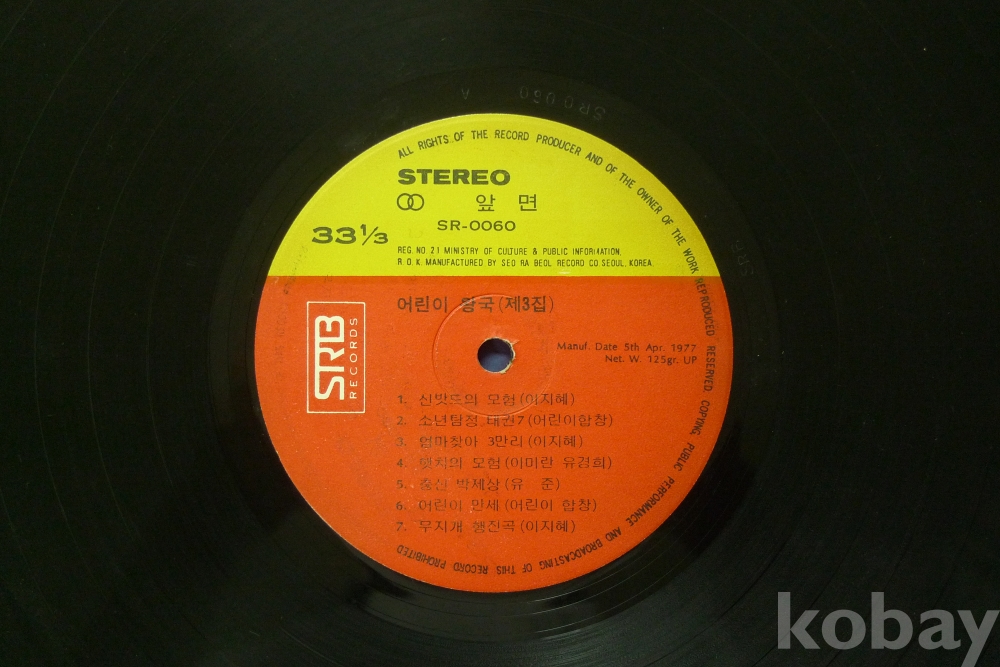 SR0060 A
ALL RIGHTS OF THE RECORD PRODUCER AND OF THE OWNER OF THE WORK REPRODUCED RESERVED COPYING, PUBLIC PERFORMANCE AND BROADCASTING OF THIS RECORD PROHIBITED
STEREO
앞 면
33⅓
SR-0060
REG. NO. 21 MINISTRY OF CULTURE & PUBLIC INFORMATION.
R.O.K. MANUFACTURED BY SEO RA BEOL RECORD CO. SEOUL, KOREA.
어린이 왕국(제3집)
SRB
RECORDS
Manuf. Date 5th Apr. 1977
Net. W. 125gr. UP
1. 신밧드의 모험(이지혜)
2. 소년탐정 태권7(어린이합창)
3. 엄마찾아 3만리(이지혜)
4. 햇치의 모험(이미란 유경희)
5. 충신 박제상(유 준)
6. 어린이 만세(어린이 합창)
7. 무지개 행진곡(이지혜)
kobay